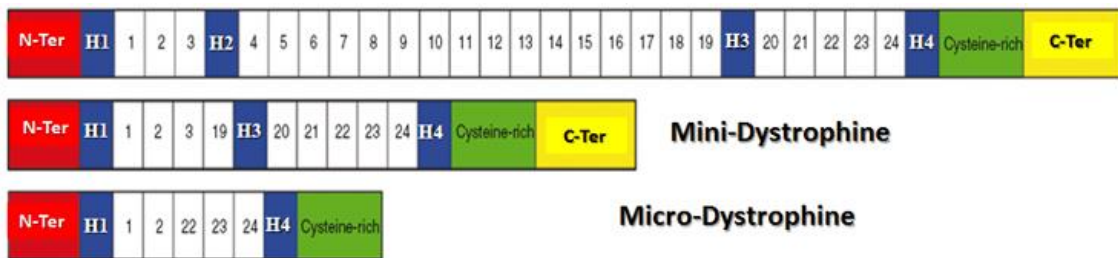 N-Ter H1 1 2 3 H2 4 5 6 7 8 9 10 11 12 13 14 15 16 17 18 19 H3 20 21 22 23 24 H4 Cysteine-rich C-Ter
N-Ter H1 1 2 3 19 H3 20 21 22 23 24 H4 Cysteine-rich C-Ter Mini-Dystrophine
N-Ter H1 1 2 22 23 24 H4 Cysteine-rich Micro-Dystrophine